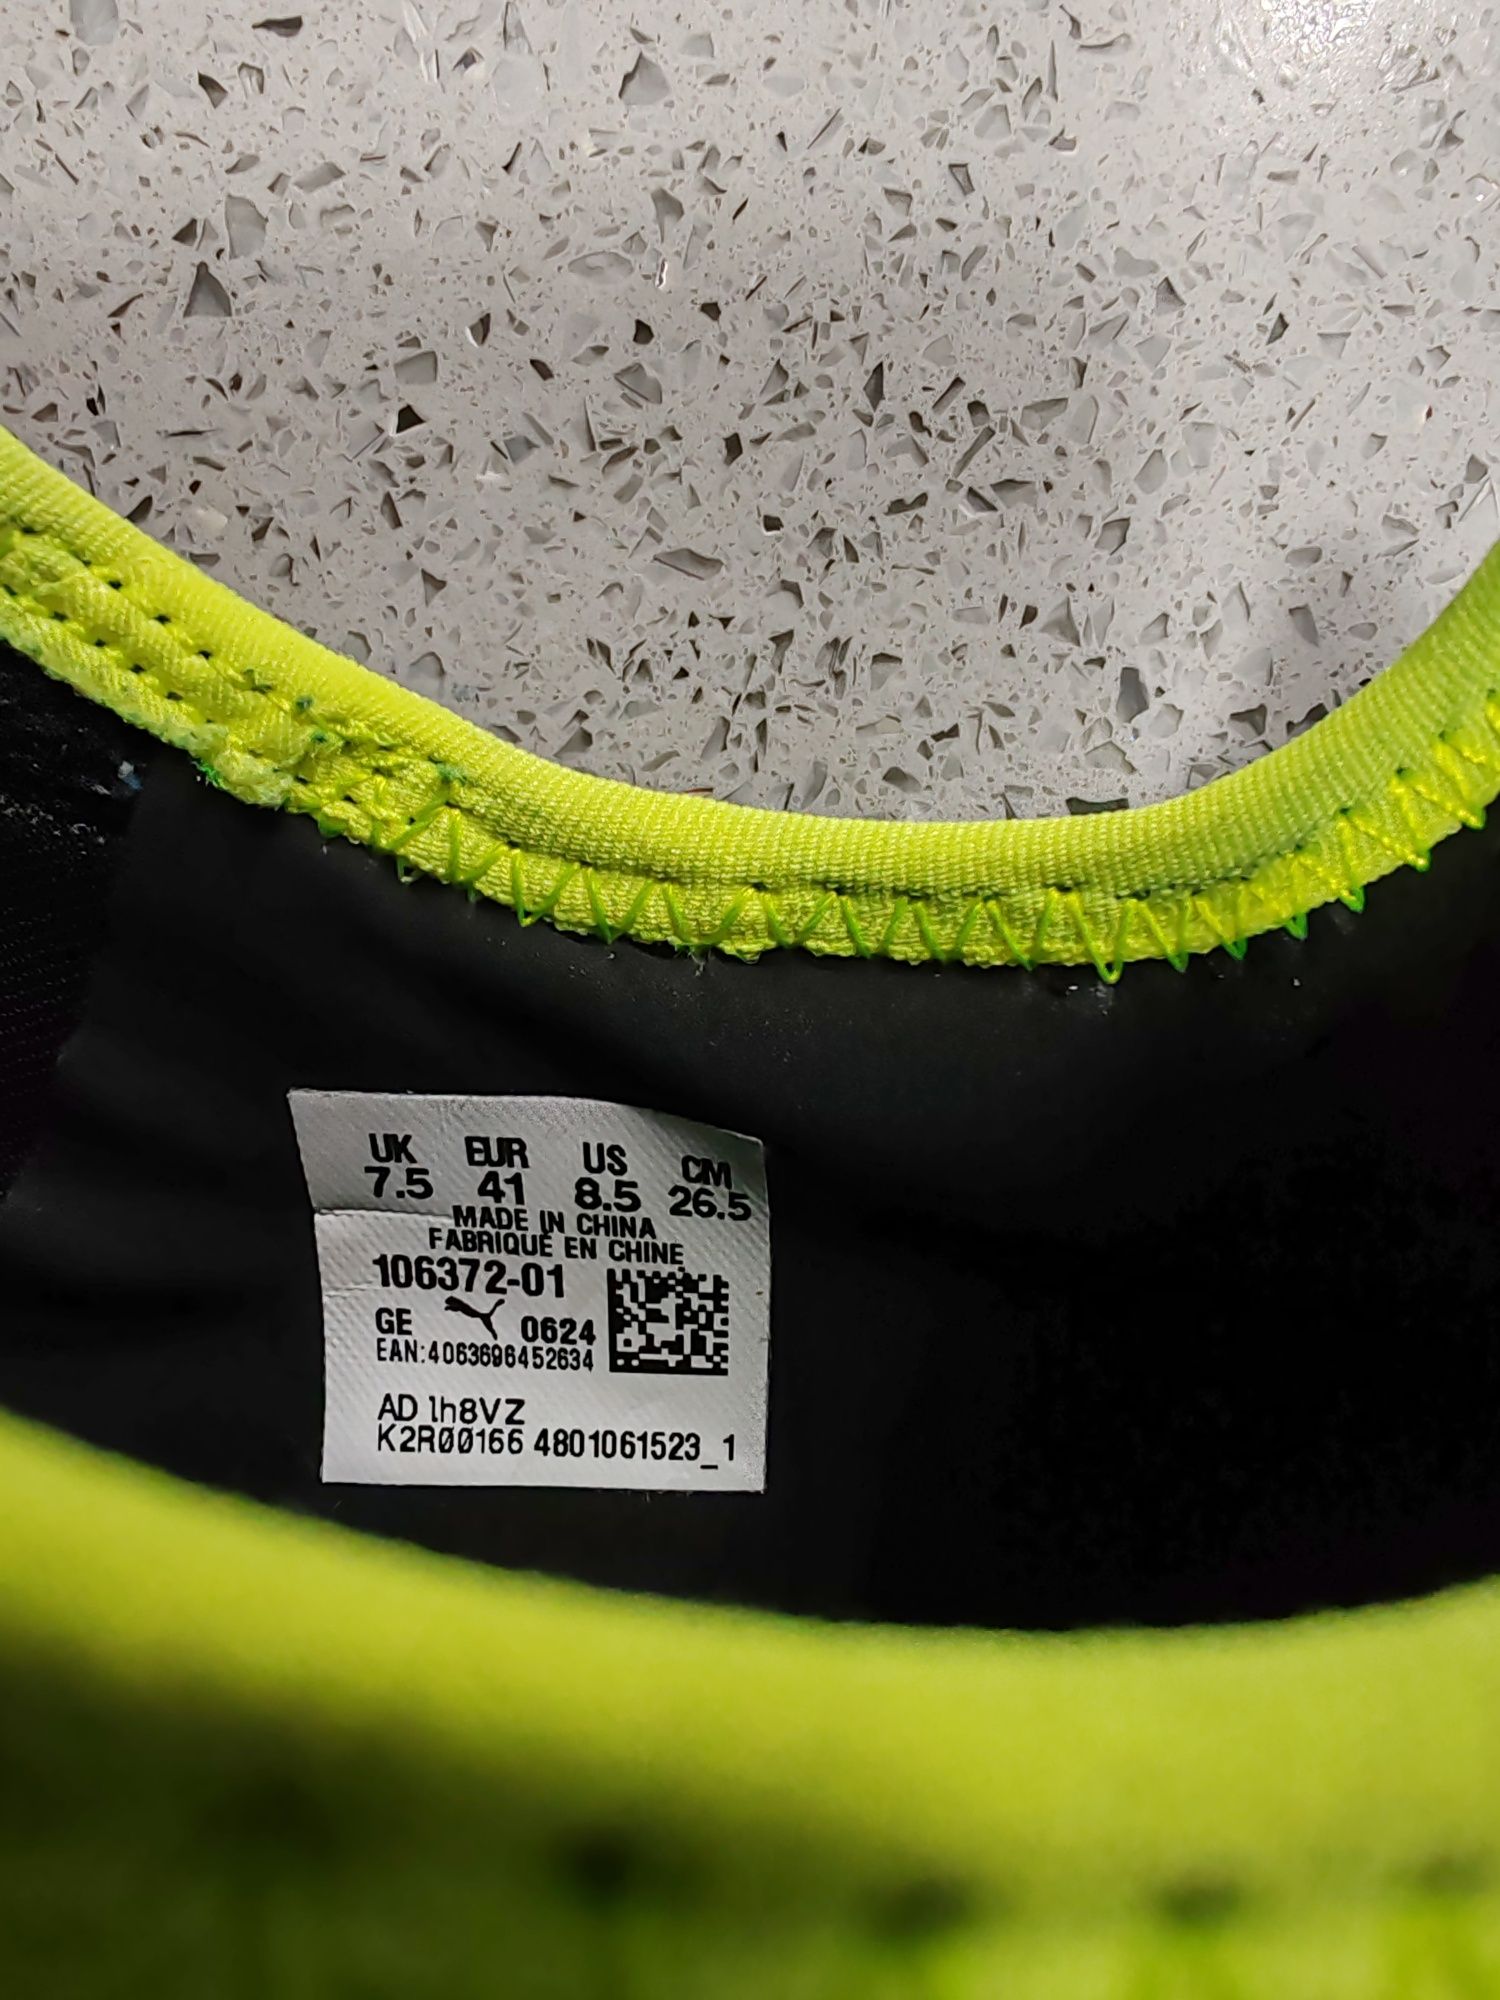 UK EUR US CM
7.5 41 8.5 26.5
MADE IN CHINA
FABRIQUÉ EN CHINE
106372-01
GE 0624
EAN:4063696452634
AD 1h8VZ
K2R00166 4801061523_1